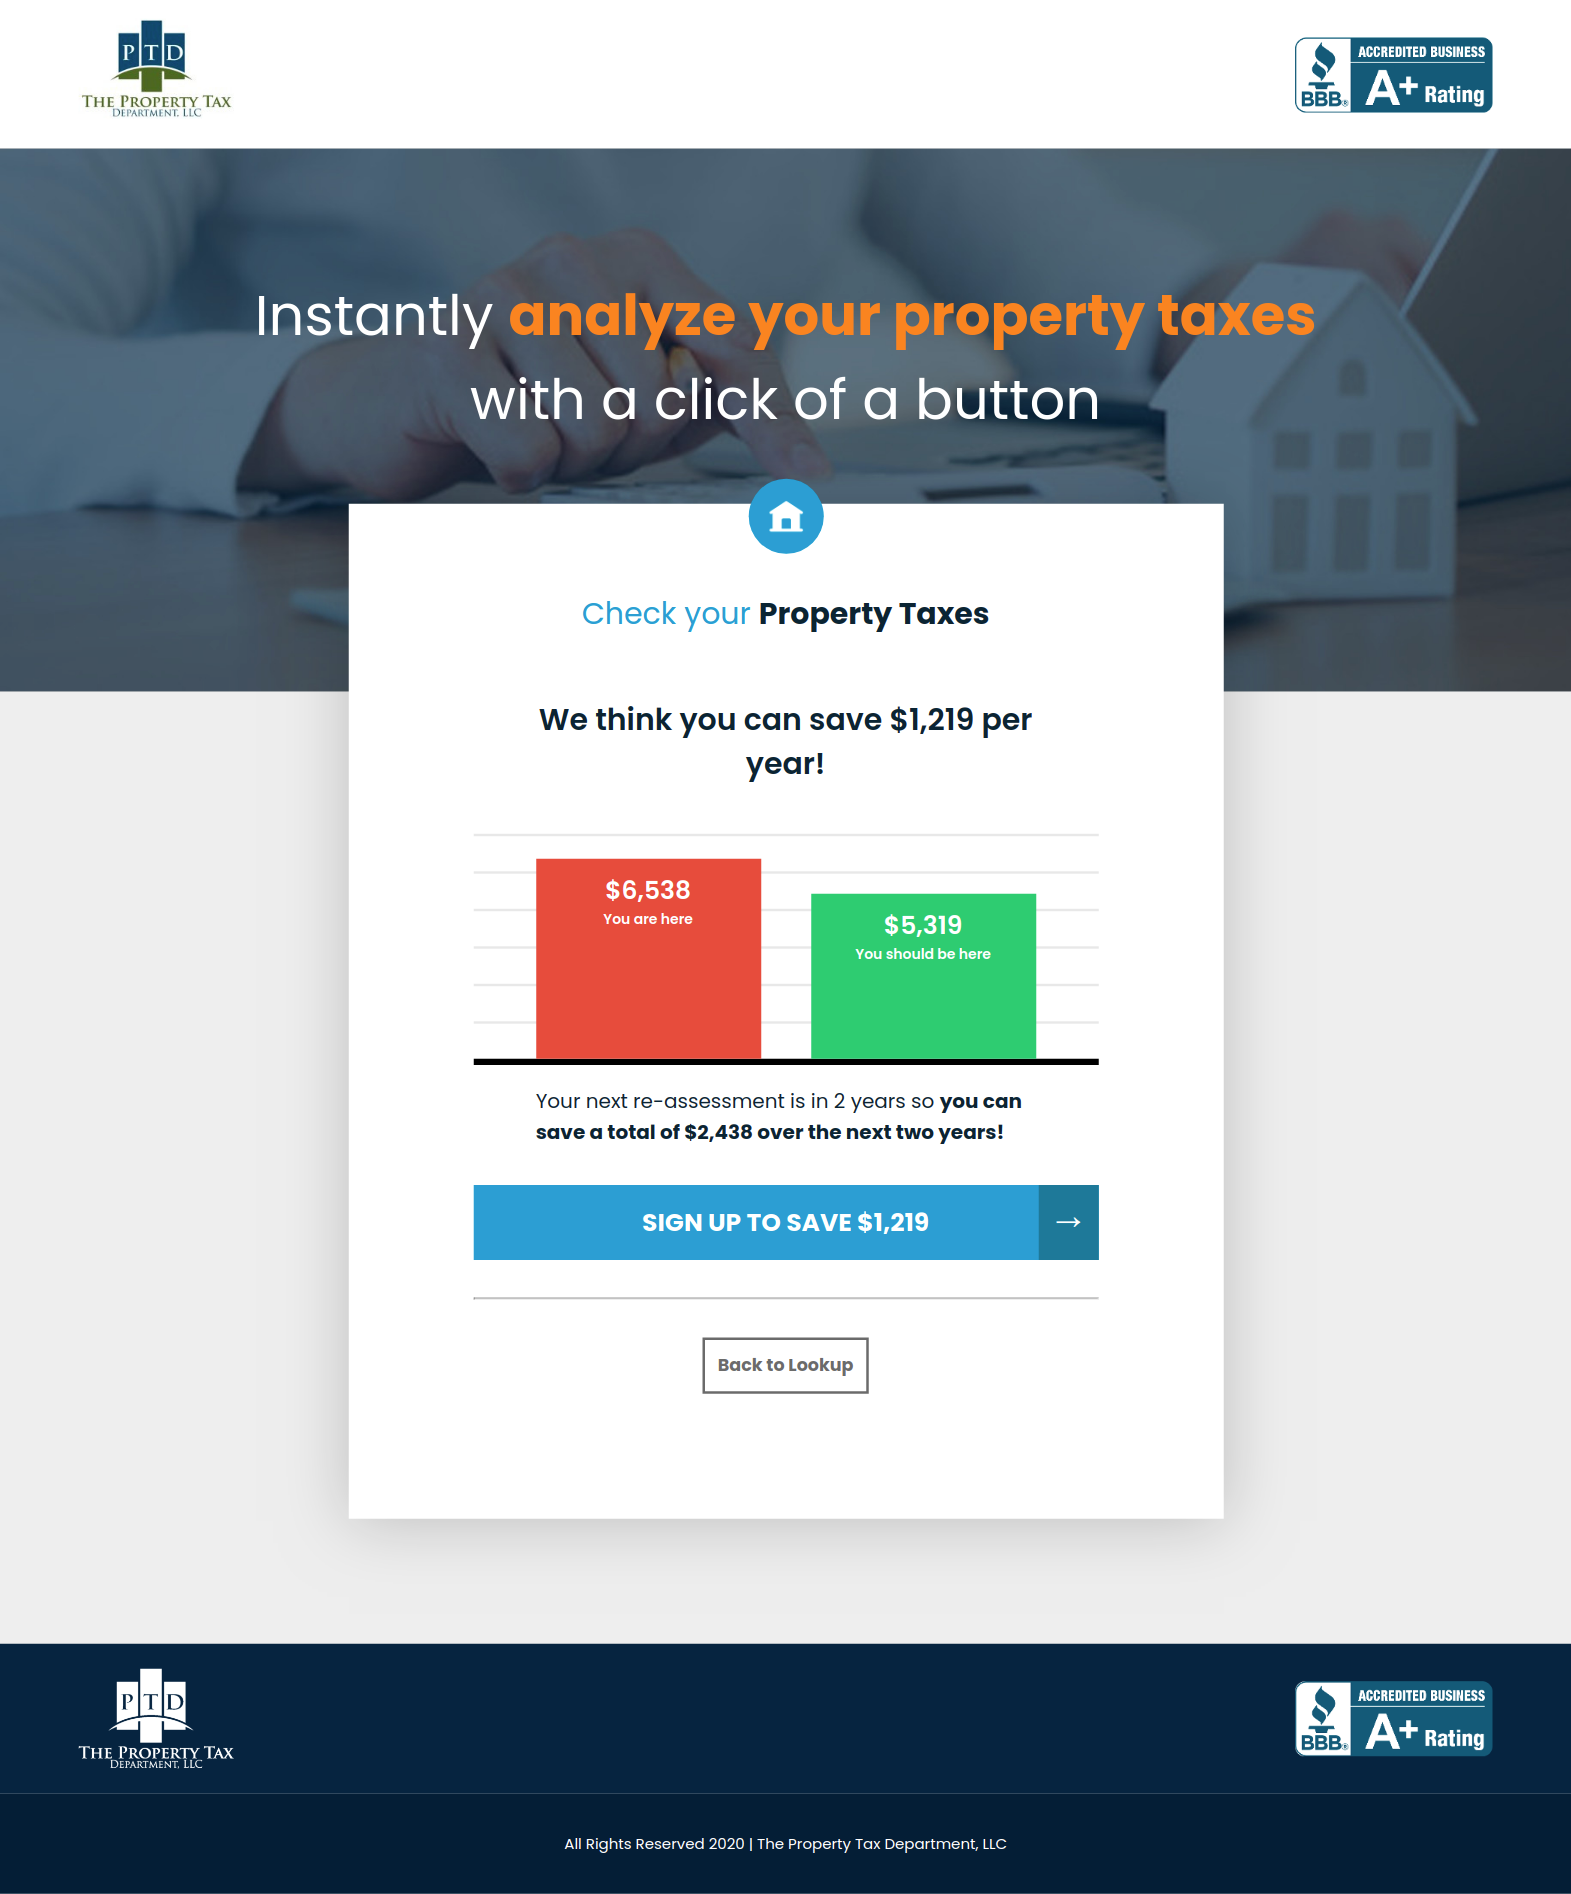 P T D
THE PROPERTY TAX
DEPARTMENT, LLC
BBB®
ACCREDITED BUSINESS
A+ Rating
Instantly analyze your property taxes
with a click of a button
Check your Property Taxes
We think you can save $1,219 per
year!
$6,538
You are here
$5,319
You should be here
Your next re-assessment is in 2 years so you can
save a total of $2,438 over the next two years!
SIGN UP TO SAVE $1,219 →
Back to Lookup
P T D
THE PROPERTY TAX
DEPARTMENT, LLC
BBB®
ACCREDITED BUSINESS
A+ Rating
All Rights Reserved 2020 | The Property Tax Department, LLC